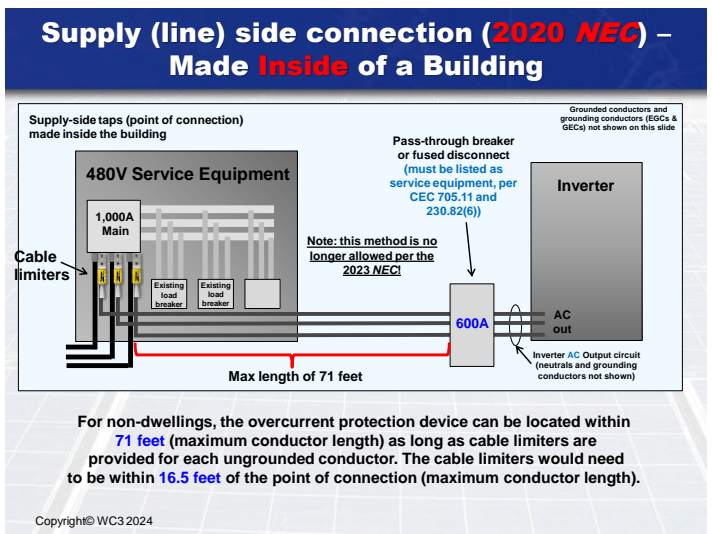 Supply (line) side connection (2020 NEC) –
Made Inside of a Building
Supply-side taps (point of connection)
made inside the building
Grounded conductors and
grounding conductors (EGCs &
GECs) not shown on this slide
Pass-through breaker
or fused disconnect
(must be listed as
service equipment, per
CEC 705.11 and
230.82(6))
480V Service Equipment
Inverter
1,000A
Main
Cable
limiters
Note: this method is no
longer allowed per the
2023 NEC!
Existing
load
breaker
Existing
load
breaker
600A
AC
out
Inverter AC Output circuit
(neutrals and grounding
conductors not shown)
Max length of 71 feet
For non-dwellings, the overcurrent protection device can be located within
71 feet (maximum conductor length) as long as cable limiters are
provided for each ungrounded conductor. The cable limiters would need
to be within 16.5 feet of the point of connection (maximum conductor length).
Copyright© WC3 2024